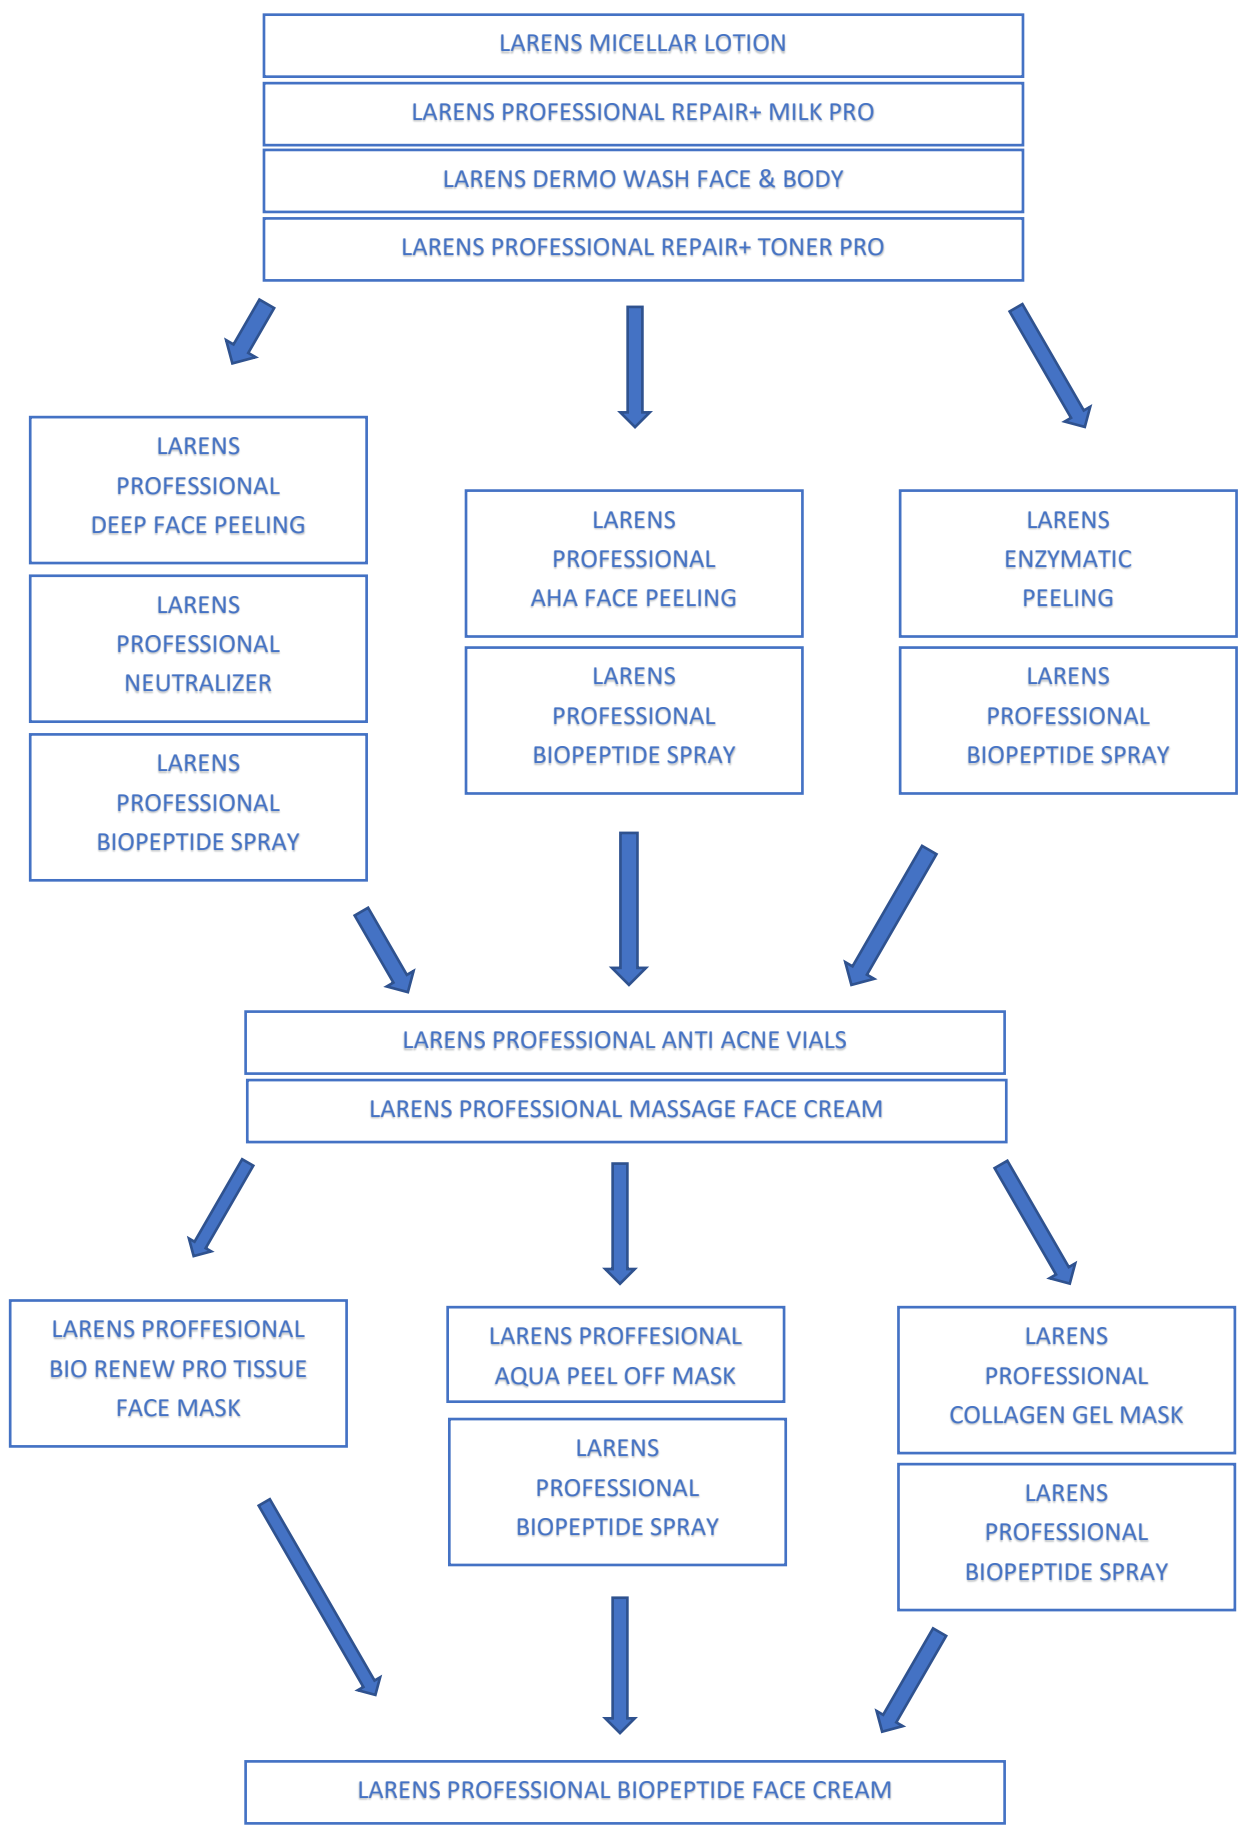 LARENS MICELLAR LOTION
LARENS PROFESSIONAL REPAIR+ MILK PRO
LARENS DERMO WASH FACE & BODY
LARENS PROFESSIONAL REPAIR+ TONER PRO
LARENS
PROFESSIONAL
DEEP FACE PEELING
LARENS
PROFESSIONAL
NEUTRALIZER
LARENS
PROFESSIONAL
BIOPEPTIDE SPRAY
LARENS
PROFESSIONAL
AHA FACE PEELING
LARENS
PROFESSIONAL
BIOPEPTIDE SPRAY
LARENS
ENZYMATIC
PEELING
LARENS
PROFESSIONAL
BIOPEPTIDE SPRAY
LARENS PROFESSIONAL ANTI ACNE VIALS
LARENS PROFESSIONAL MASSAGE FACE CREAM
LARENS PROFFESIONAL
BIO RENEW PRO TISSUE
FACE MASK
LARENS PROFFESIONAL
AQUA PEEL OFF MASK
LARENS
PROFESSIONAL
BIOPEPTIDE SPRAY
LARENS
PROFESSIONAL
COLLAGEN GEL MASK
LARENS
PROFESSIONAL
BIOPEPTIDE SPRAY
LARENS PROFESSIONAL BIOPEPTIDE FACE CREAM